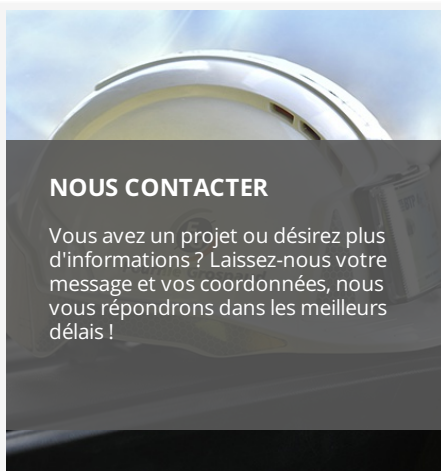 NOUS CONTACTER
Vous avez un projet ou désirez plus
d'informations ? Laissez-nous votre
message et vos coordonnées, nous
vous répondrons dans les meilleurs
délais !